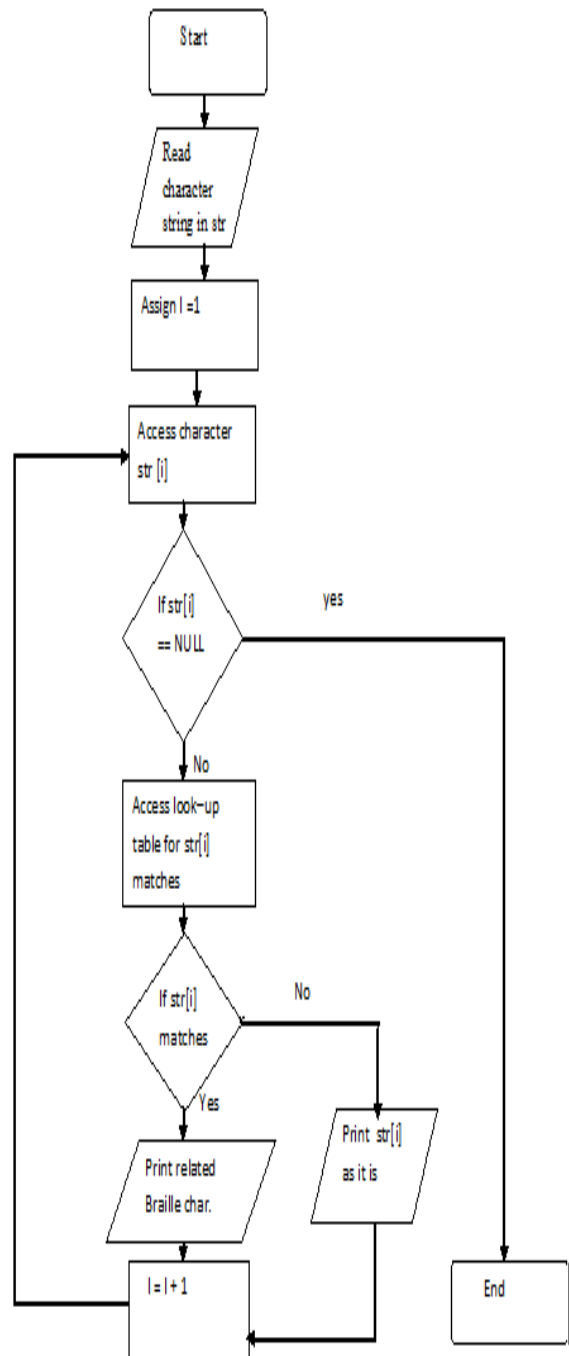 Start
Read
character
string in str
Assign I =1
Access character
str [i]
If str[i]
== NULL
yes
No
Access look-up
table for str[i]
matches
If str[i]
matches
No
Yes
Print related
Braille char.
Print str[i]
as it is
I = I + 1
End